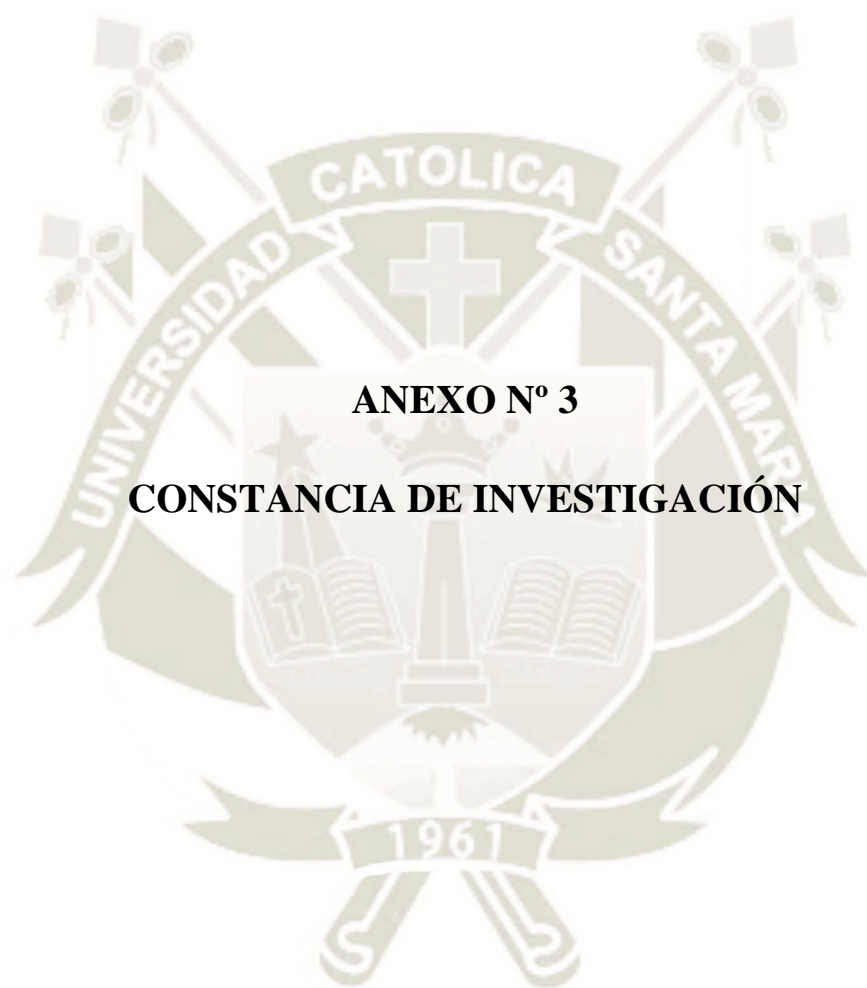 UNIVERSIDAD CATOLICA SANTA MARIA
ANEXO Nº 3
CONSTANCIA DE INVESTIGACIÓN
1961